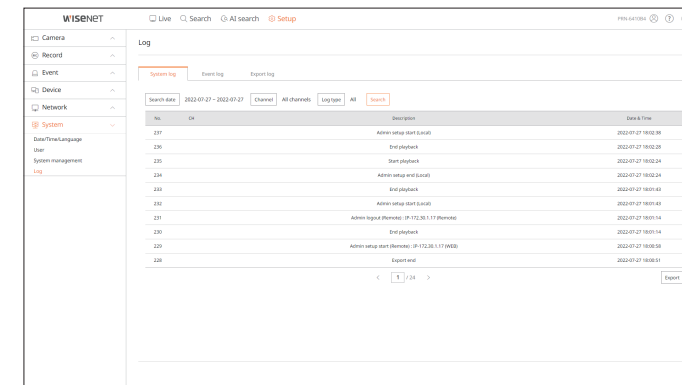 WISENET Live Search AI search Setup PRN-6410B4
Camera
Record
Event
Device
Network
System
Date/Time/Language
User
System management
Log
Log
System log Event log Export log
Search date 2022-07-27 ~ 2022-07-27 Channel All channels Log type All Search
No. CH Description Date & Time
237 Admin setup start (Local) 2022-07-27 18:02:38
236 End playback 2022-07-27 18:02:28
235 Start playback 2022-07-27 18:02:24
234 Admin setup end (Local) 2022-07-27 18:02:24
233 End playback 2022-07-27 18:01:43
232 Admin setup start (Local) 2022-07-27 18:01:43
231 Admin logout (Remote) : IP-172.30.1.17 (Remote) 2022-07-27 18:01:14
230 End playback 2022-07-27 18:01:14
229 Admin setup start (Remote) : IP-172.30.1.17 (WEB) 2022-07-27 18:00:58
228 Export end 2022-07-27 18:00:51
< 1 / 24 >
Export